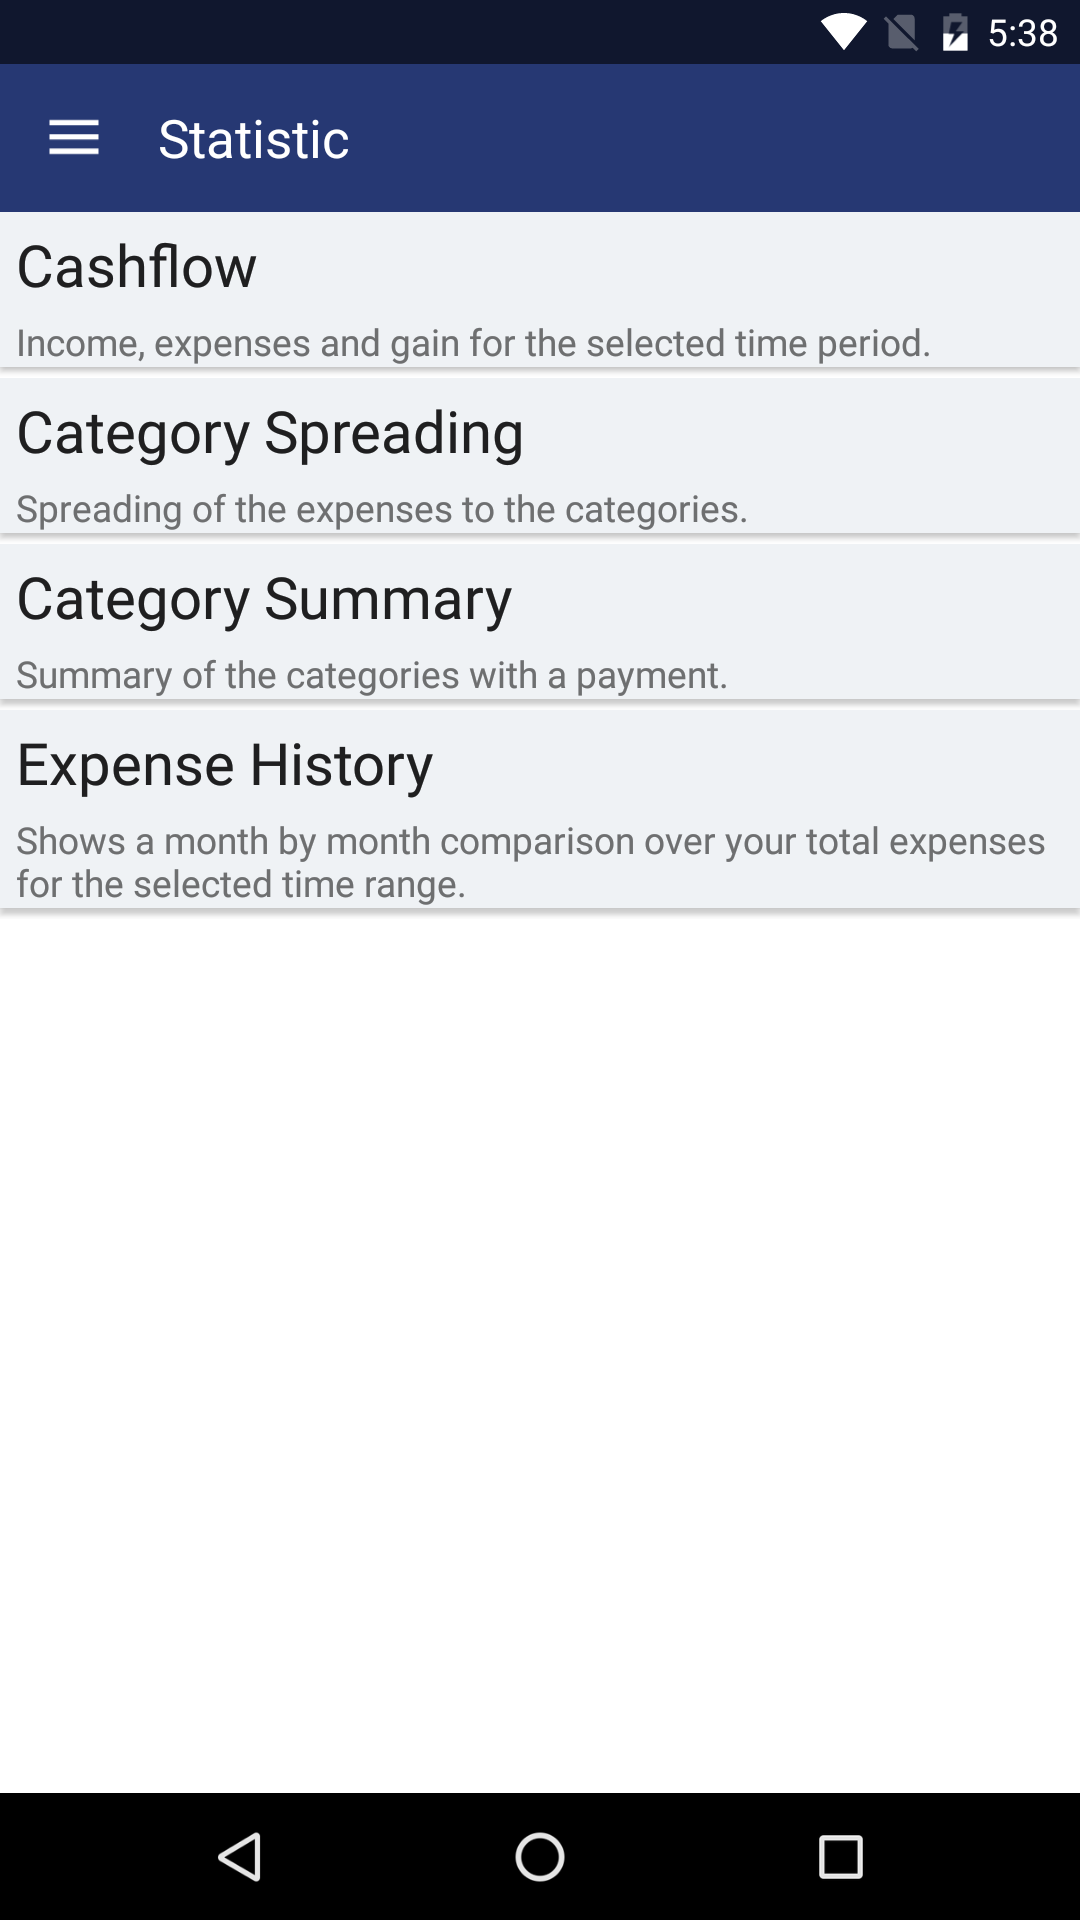 5:38
Statistic
Cashflow
Income, expenses and gain for the selected time period.
Category Spreading
Spreading of the expenses to the categories.
Category Summary
Summary of the categories with a payment.
Expense History
Shows a month by month comparison over your total expenses
for the selected time range.